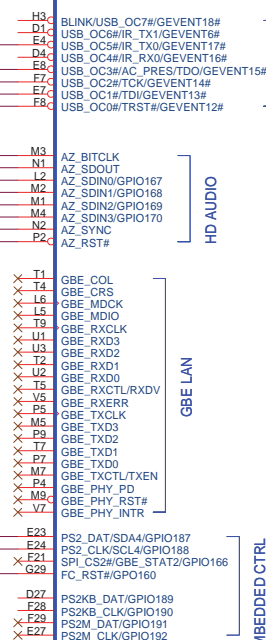 H3 BLINK/USB_OC7#/GEVENT18#
D1 USB_OC6#/IR_TX1/GEVENT6#
E4 USB_OC5#/IR_TX0/GEVENT17#
D4 USB_OC4#/IR_RX0/GEVENT16#
E8 USB_OC3#/AC_PRES/TDO/GEVENT15#
F7 USB_OC2#/TCK/GEVENT14#
E7 USB_OC1#/TDI/GEVENT13#
F8 USB_OC0#/TRST#/GEVENT12#
M3 AZ_BITCLK
N1 AZ_SDOUT
L2 AZ_SDIN0/GPIO167
M2 AZ_SDIN1/GPIO168
M1 AZ_SDIN2/GPIO169
M4 AZ_SDIN3/GPIO170
N2 AZ_SYNC
P2 AZ_RST#
HD AUDIO
T1 GBE_COL
T4 GBE_CRS
L6 GBE_MDCK
L5 GBE_MDIO
T9 GBE_RXCLK
U1 GBE_RXD3
U3 GBE_RXD2
T2 GBE_RXD1
U2 GBE_RXD0
T5 GBE_RXCTL/RXDV
V5 GBE_RXERR
P5 GBE_TXCLK
M5 GBE_TXD3
P9 GBE_TXD2
T7 GBE_TXD1
P7 GBE_TXD0
M7 GBE_TXCTL/TXEN
P4 GBE_PHY_PD
M9 GBE_PHY_RST#
V7 GBE_PHY_INTR
GBE LAN
E23 PS2_DAT/SDA4/GPIO187
E24 PS2_CLK/SCL4/GPIO188
F21 SPI_CS2#/GBE_STAT2/GPIO166
G29 FC_RST#/GPO160
D27 PS2KB_DAT/GPIO189
F28 PS2KB_CLK/GPIO190
F29 PS2M_DAT/GPIO191
E27 PS2M_CLK/GPIO192
CTRL